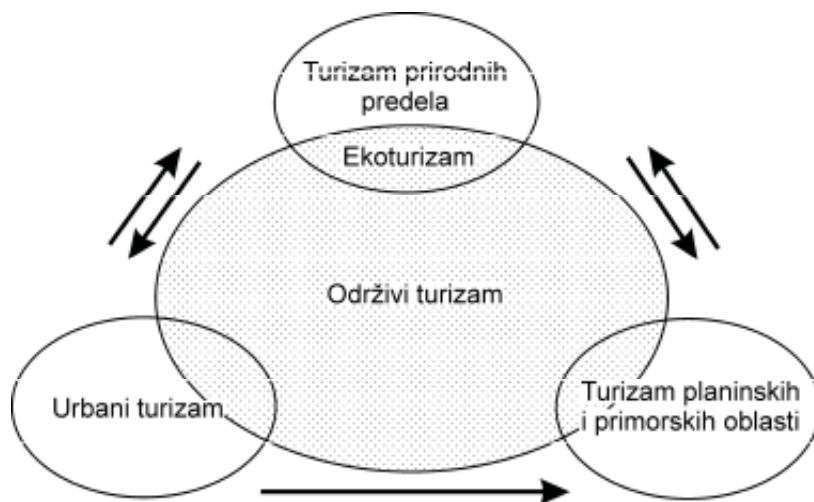 Turizam prirodnih
predela
Ekoturizam
Održivi turizam
Urbani turizam
Turizam planinskih
i primorskih oblasti